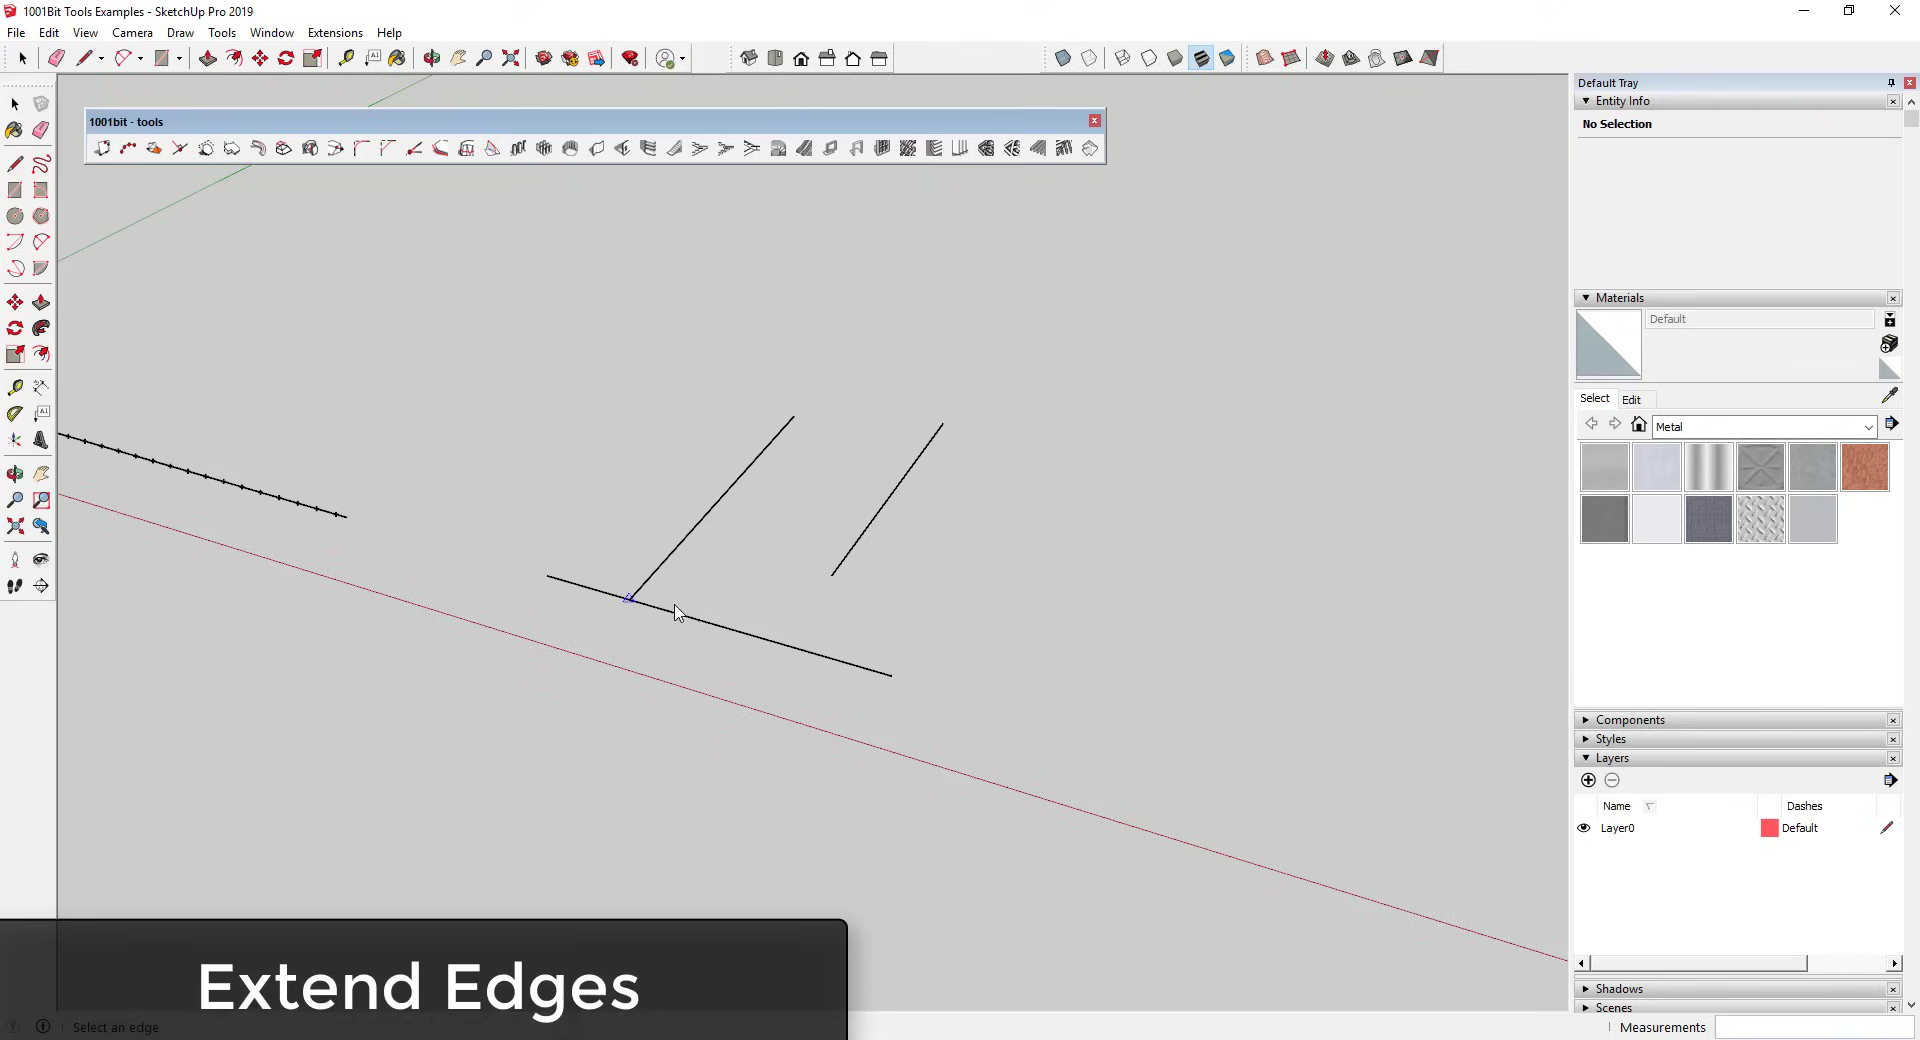 1001Bit Tools Examples - SketchUp Pro 2019
File Edit View Camera Draw Tools Window Extensions Help
Default Tray
Entity Info
No Selection
1001bit - tools
A1
A1
Materials
Default
Select Edit
Metal
Components
Styles
Layers
Name Dashes
Layer0 Default
Shadows
Scenes
Extend Edges
Select an edge
Measurements